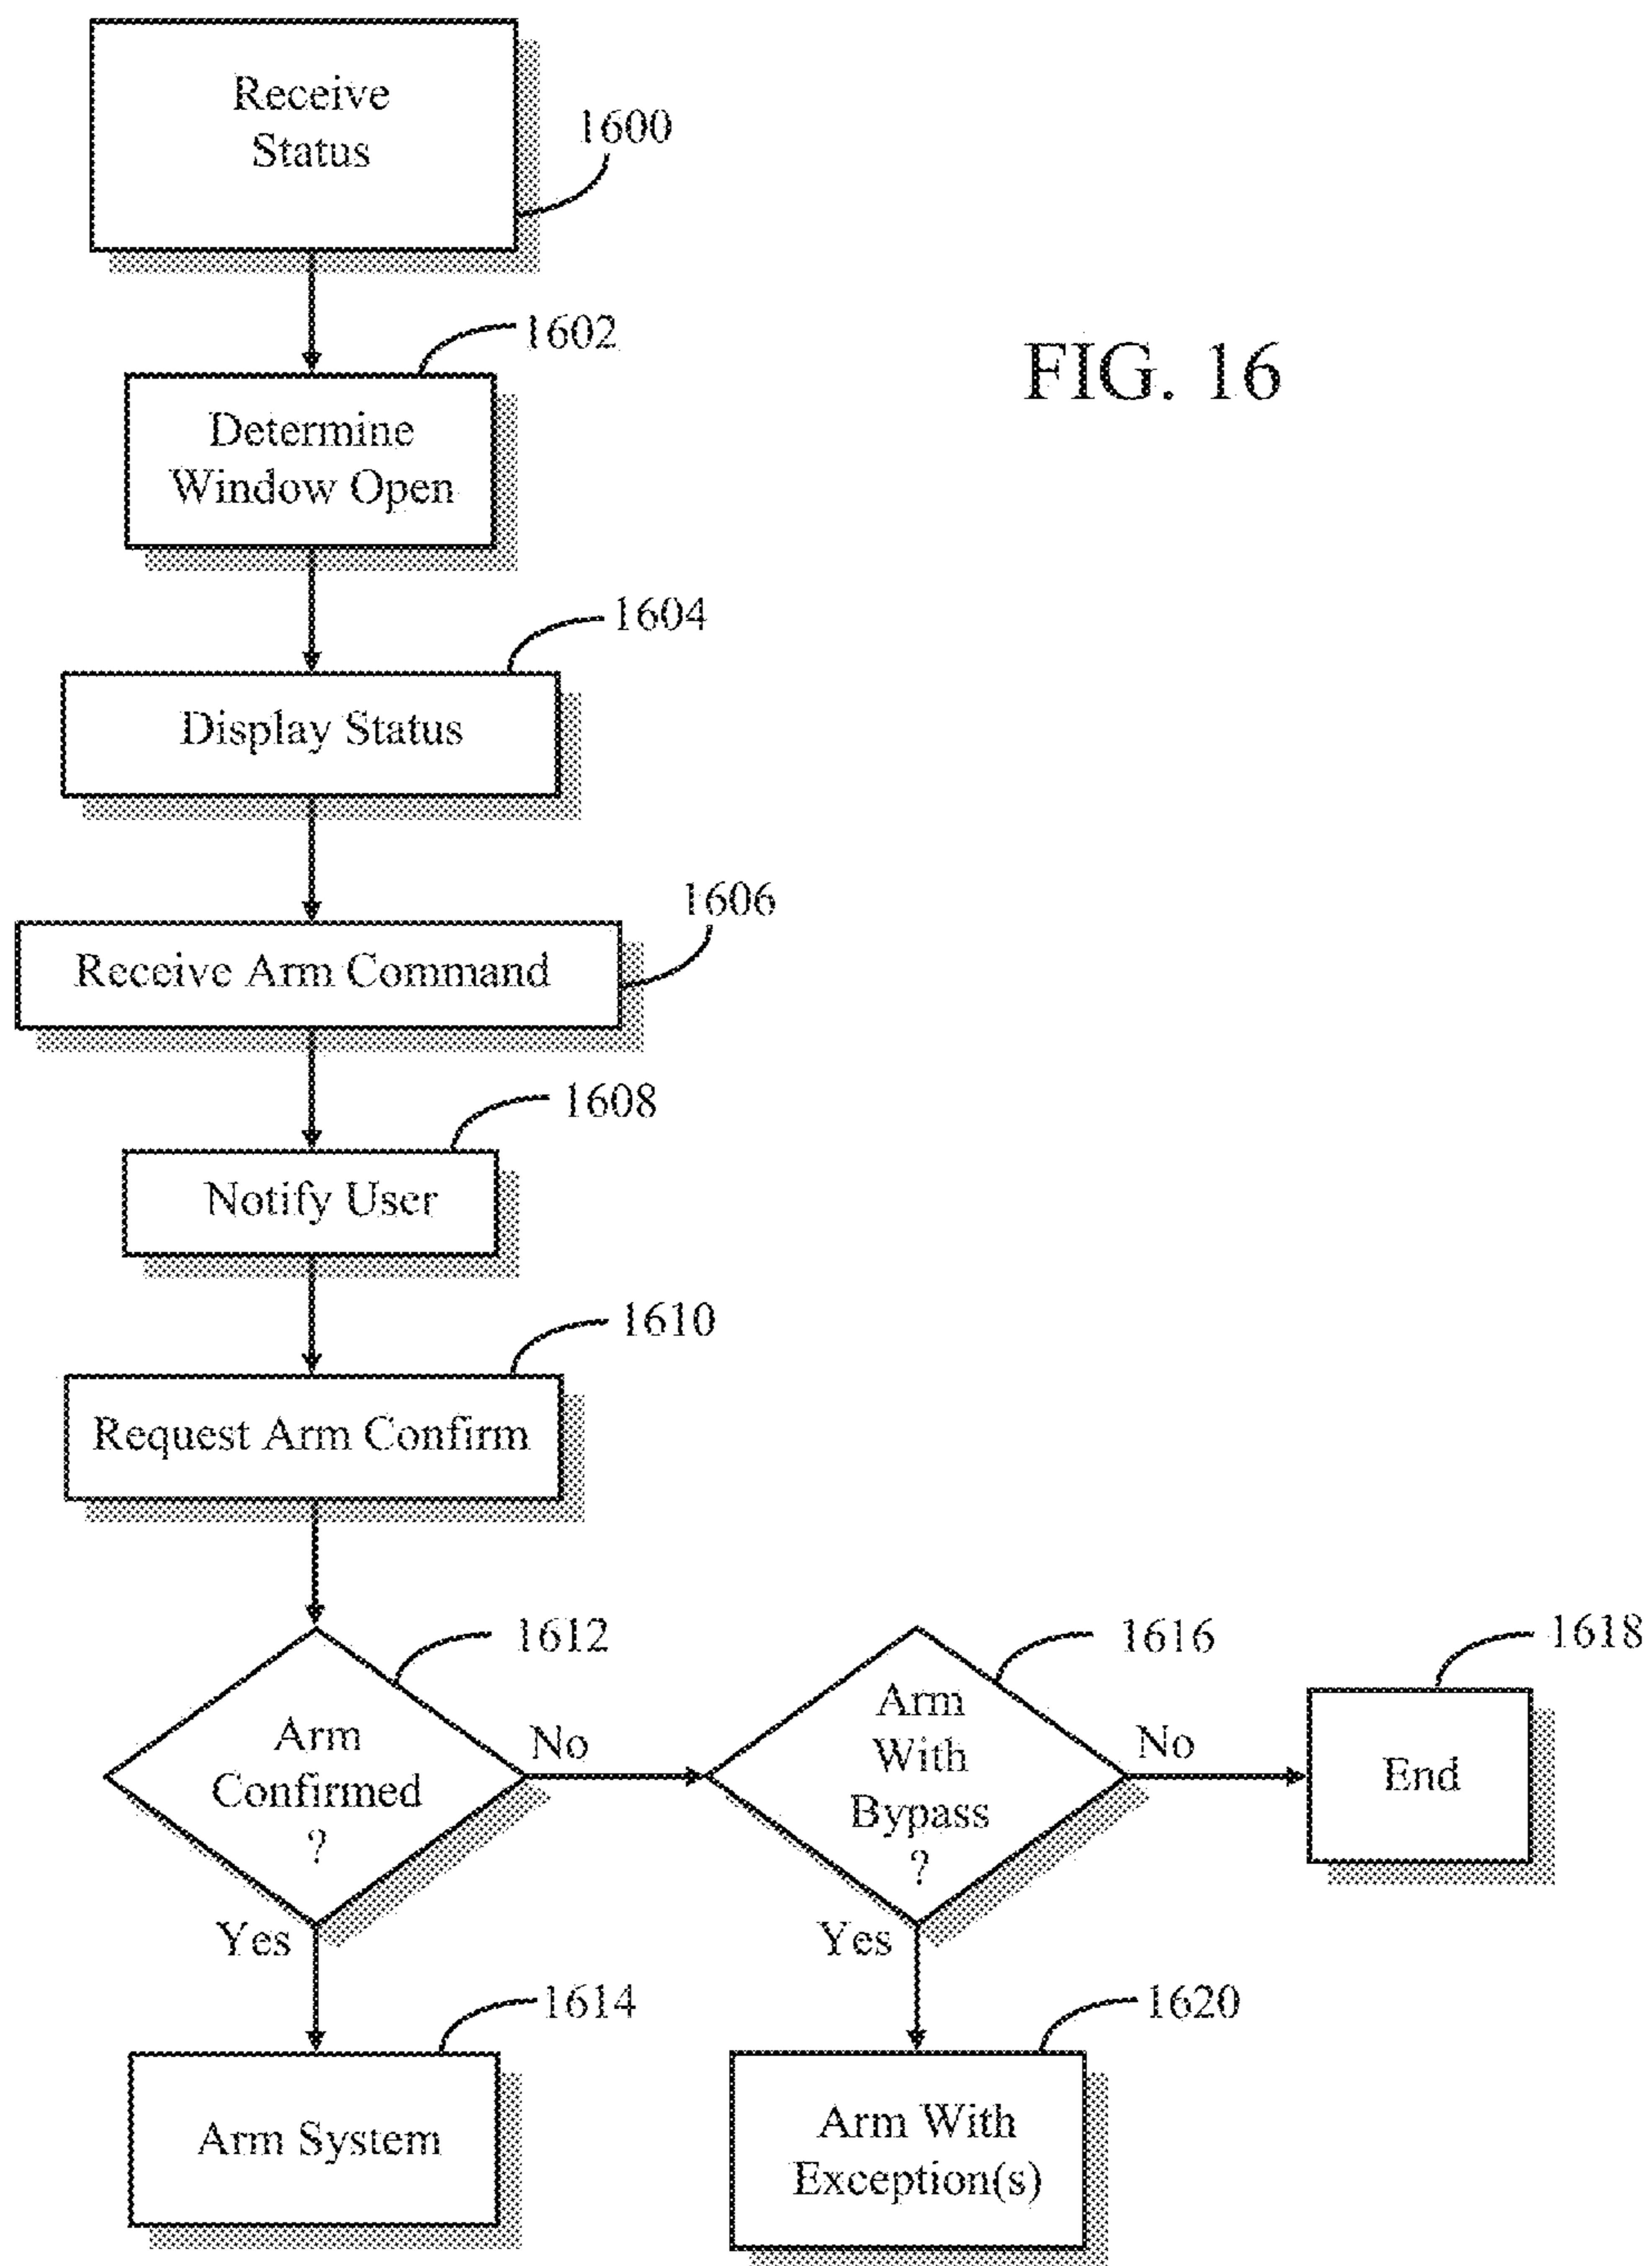 Receive
Status
1600
1602
FIG. 16
Determine
Window Open
1604
Display Status
1606
Receive Arm Command
1608
Notify User
1610
Request Arm Confirm
1612
1616
1618
Arm
Confirmed
?
No
Arm
With
Bypass
?
No
End
Yes
Yes
1614
1620
Arm System
Arm With
Exception(s)